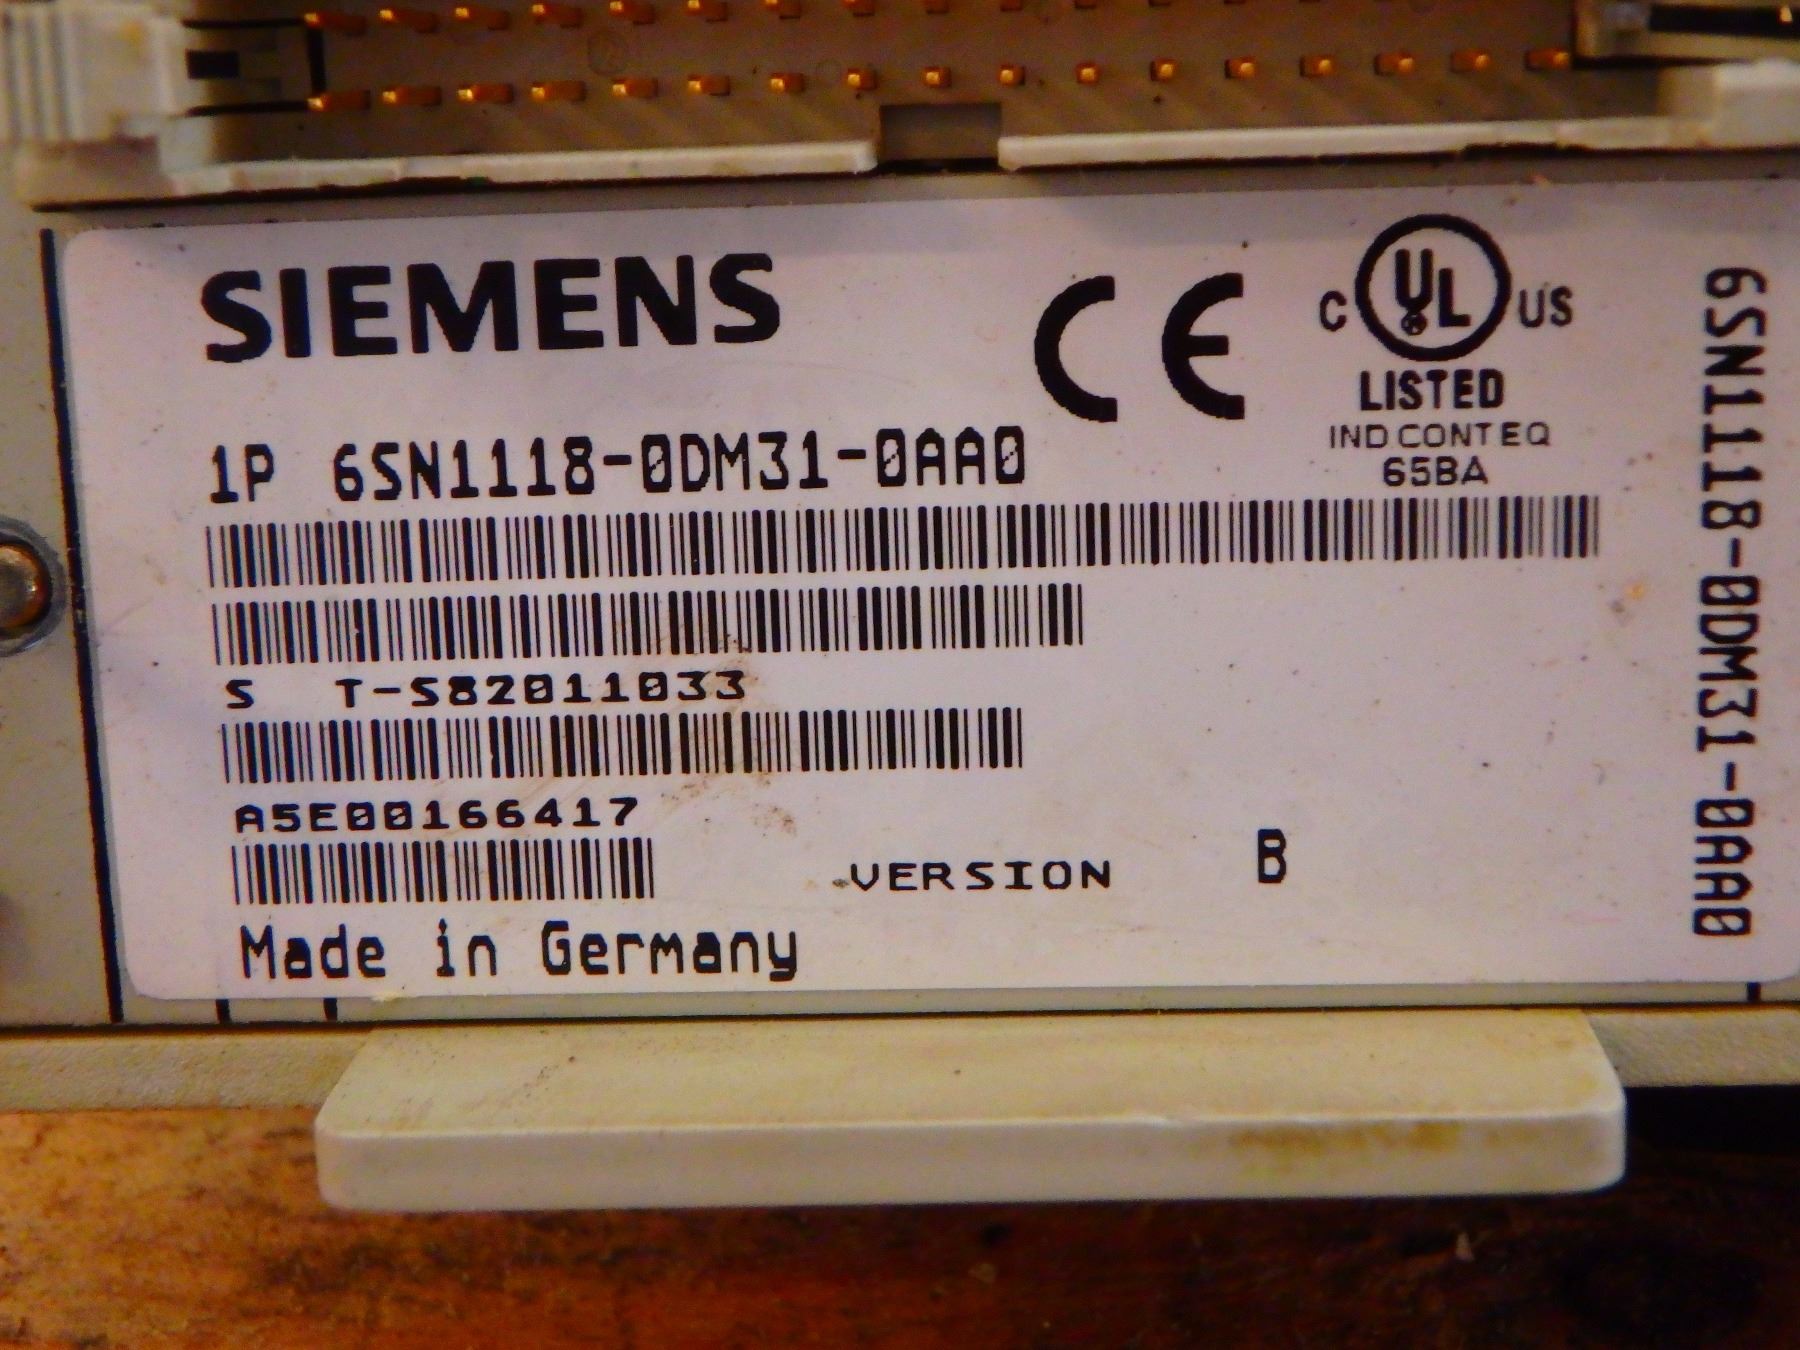 SIEMENS
CE
C UL US
LISTED
IND CONT EQ
65BA
1P 6SN1118-0DM31-0AA0
S T-S82011033
A5E00166417
VERSION B
Made in Germany
6SN1118-0DM31-0AA0